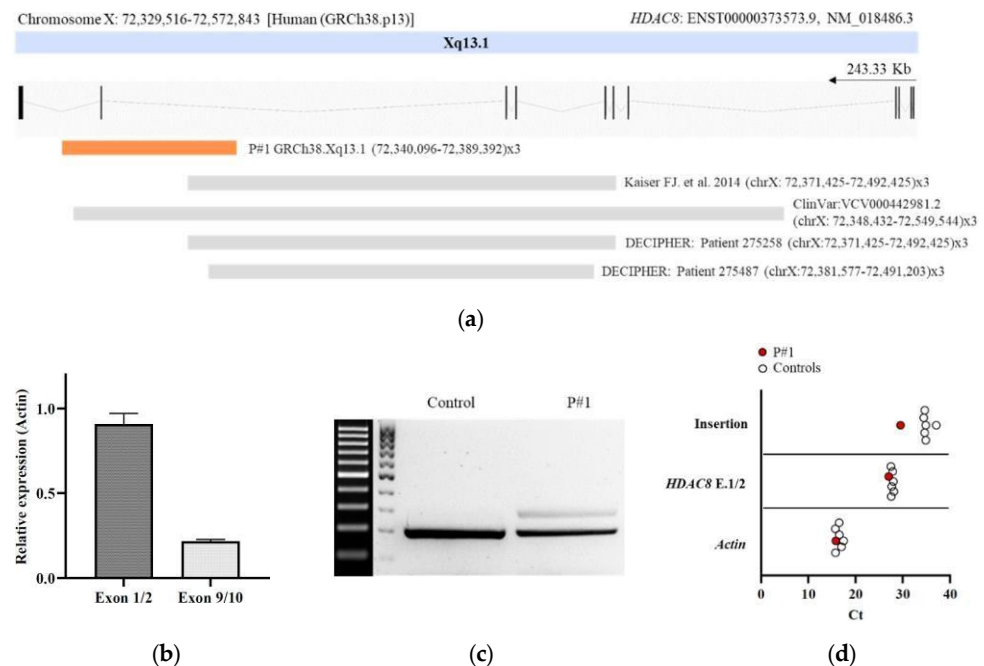 Chromosome X: 72,329,516-72,572,843 [Human (GRCh38.p13)]
HDAC8: ENST00000373573.9, NM_018486.3
Xq13.1
243.33 Kb
P#1 GRCh38.Xq13.1 (72,340,096-72,389,392)x3
Kaiser FJ. et al. 2014 (chrX: 72,371,425-72,492,425)x3
ClinVar:VCV000442981.2
(chrX: 72,348,432-72,549,544)x3
DECIPHER: Patient 275258 (chrX:72,371,425-72,492,425)x3
DECIPHER: Patient 275487 (chrX:72,381,577-72,491,203)x3
(a)
Relative expression (Actin)
1.0
0.5
0.0
Exon 1/2 Exon 9/10
(b)
Control P#1
(c)
P#1
Controls
Insertion
HDAC8 E.1/2
Actin
0 10 20 30 40
Ct
(d)